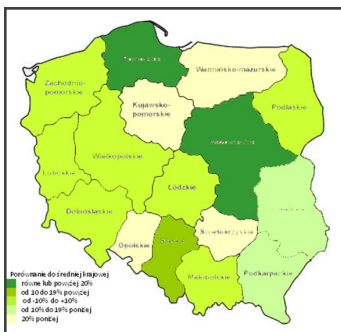 Pomorskie
Warmińsko-mazurskie
Zachodnio-
pomorskie
Podlaskie
Kujawsko-
pomorskie
Mazowieckie
Wielkopolskie
Lubuskie
Łódzkie
Dolnośląskie
Opolskie
Śląskie
Świętokrzyskie
Małopolskie
Podkarpackie
Porównanie do średniej krajowej
równe lub powyżej 20%
od 10 do 19% powyżej
od -10% do +10%
od 10% do 19% poniżej
20% poniżej